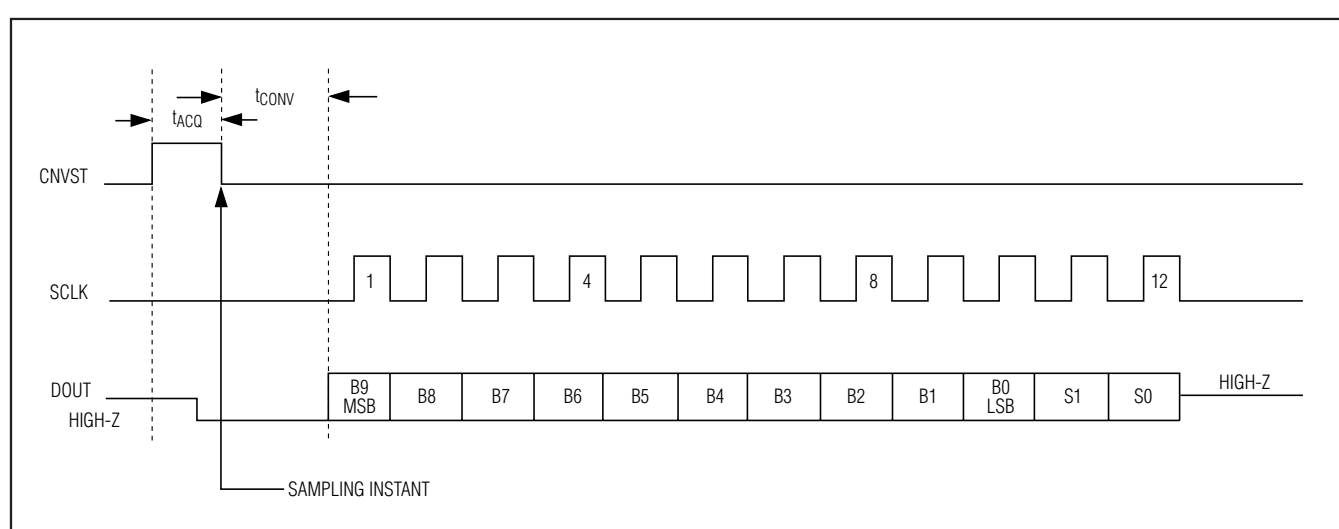 tCONV
tACQ
CNVST
SCLK
1
4
8
12
DOUT
HIGH-Z
B9
MSB
B8
B7
B6
B5
B4
B3
B2
B1
B0
LSB
S1
S0
HIGH-Z
SAMPLING INSTANT